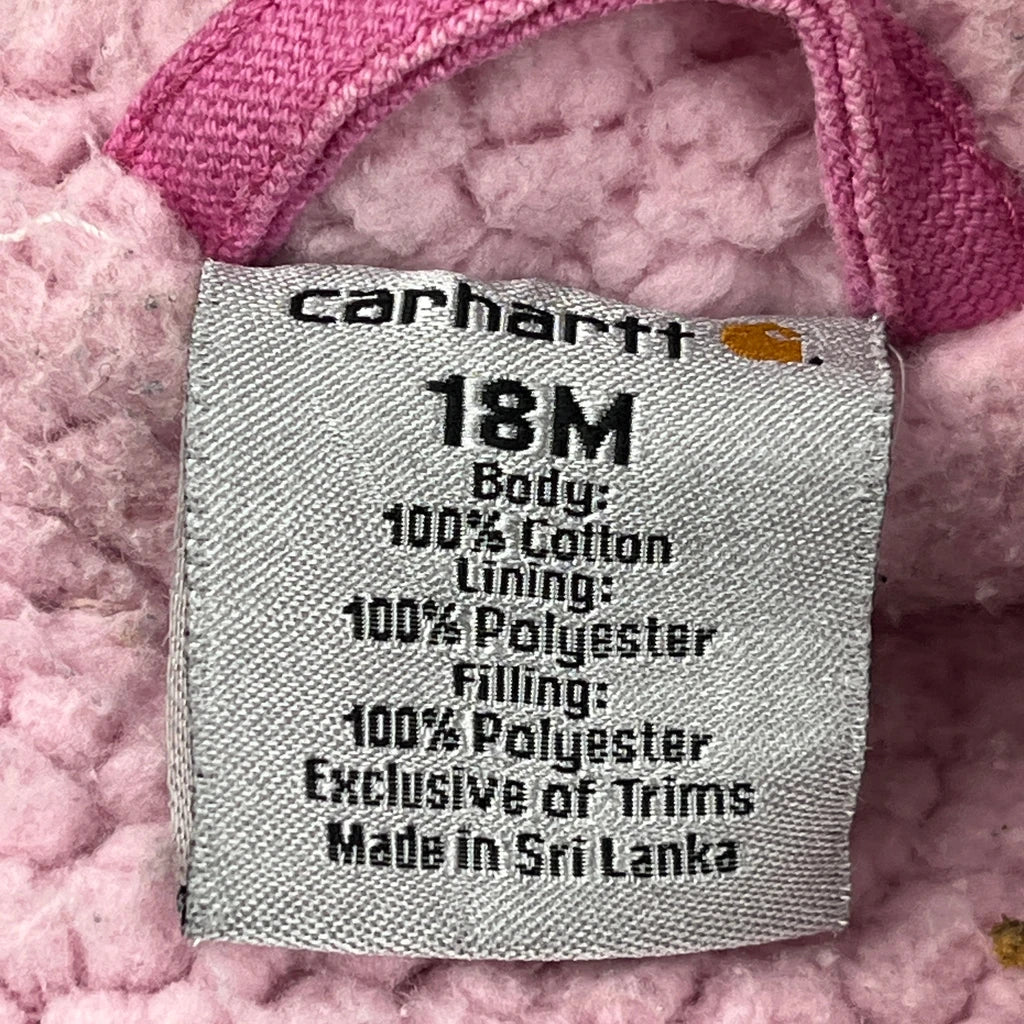 carhartt
18M
Body:
100% Cotton
Lining:
100% Polyester
Filling:
100% Polyester
Exclusive of Trims
Made in Sri Lanka